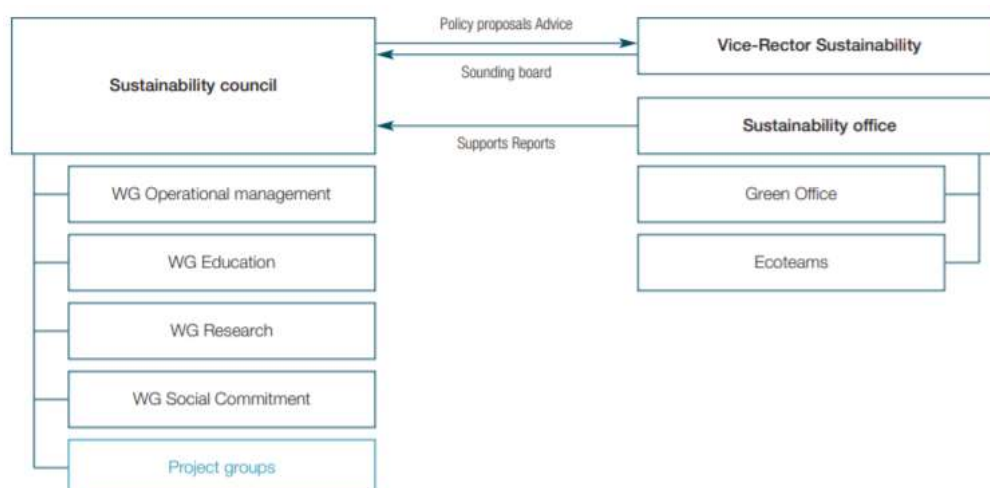 Policy proposals Advice
Vice-Rector Sustainability
Sustainability council
Sounding board
Sustainability office
Supports Reports
WG Operational management
Green Office
WG Education
Ecoteams
WG Research
WG Social Commitment
Project groups